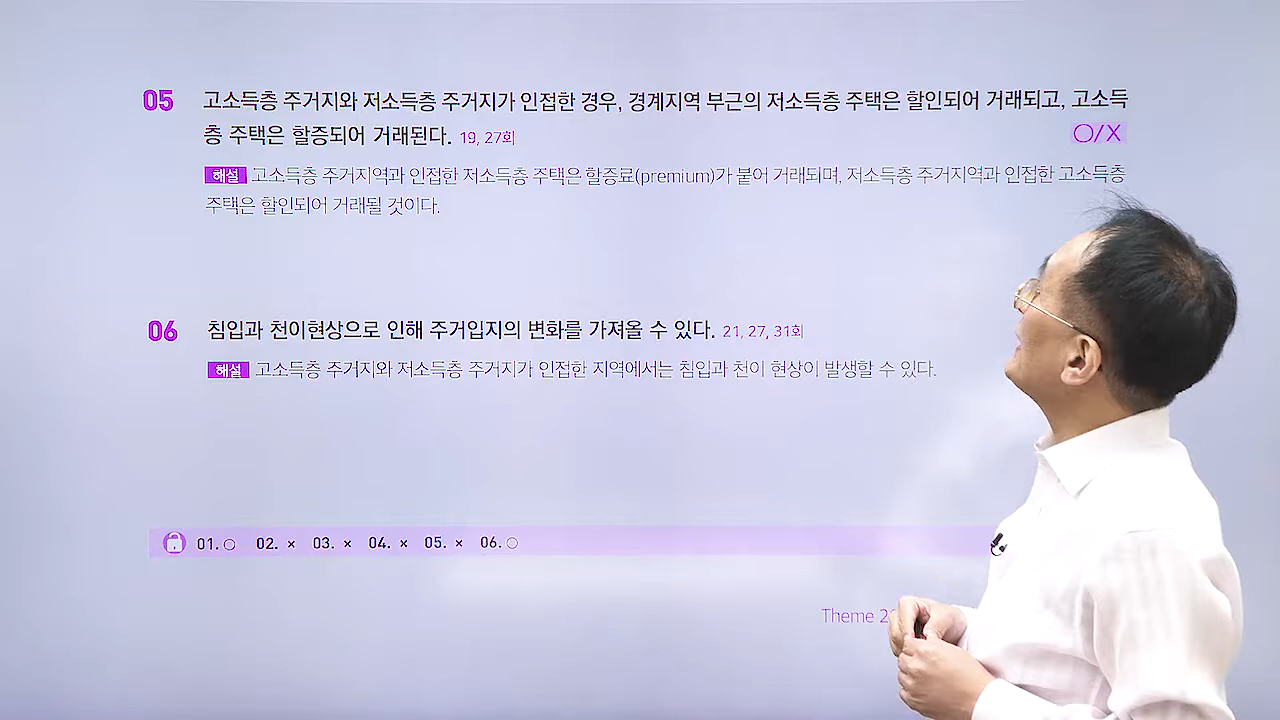 05 고소득층 주거지와 저소득층 주거지가 인접한 경우, 경계지역 부근의 저소득층 주택은 할인되어 거래되고, 고소득
층 주택은 할증되어 거래된다. 19, 27회 O/X
해설 고소득층 주거지역과 인접한 저소득층 주택은 할증료(premium)가 붙어 거래되며, 저소득층 주거지역과 인접한 고소득층
주택은 할인되어 거래될 것이다.
06 침입과 천이현상으로 인해 주거입지의 변화를 가져올 수 있다. 21, 27, 31회
해설 고소득층 주거지와 저소득층 주거지가 인접한 지역에서는 침입과 천이 현상이 발생할 수 있다.
01. ○ 02. × 03. × 04. × 05. × 06. ○
Theme